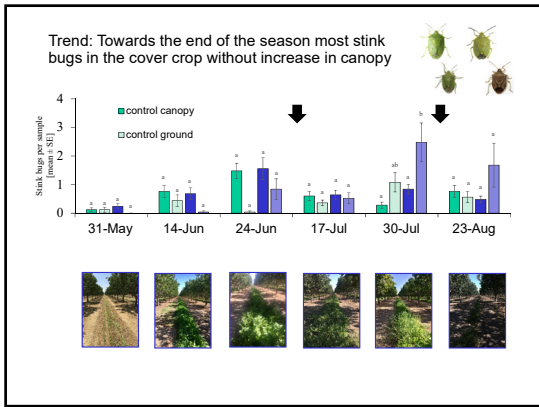 Trend: Towards the end of the season most stink
bugs in the cover crop without increase in canopy
Stink bugs per sample
[mean ± SE]
4
3
2
1
0
control canopy
control ground
a a a
a a a a
a a a a
a a a a
a ab a b
a a a a
31-May 14-Jun 24-Jun 17-Jul 30-Jul 23-Aug